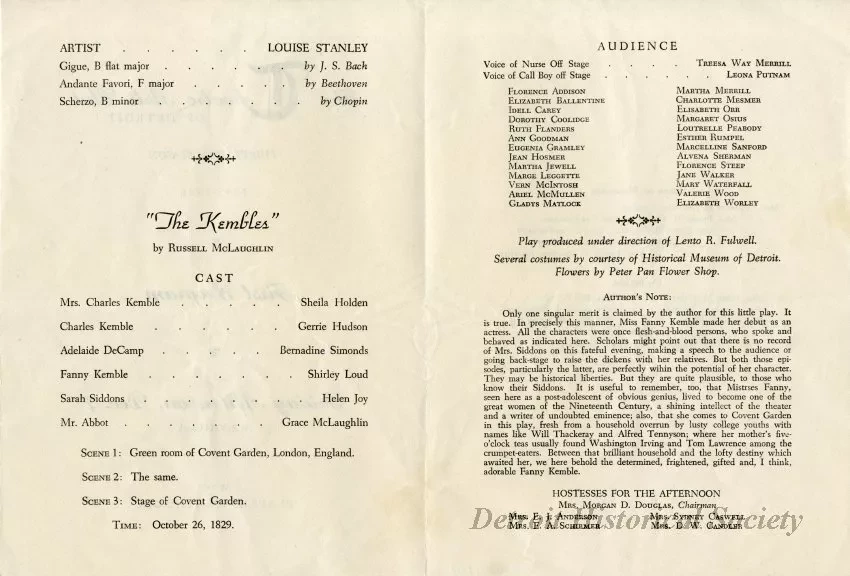 ARTIST . . . . . . LOUISE STANLEY
Gigue, B flat major . . . . . . by J. S. Bach
Andante Favori, F major . . . . . by Beethoven
Scherzo, B minor . . . . . . . by Chopin
"The Kembles"
by RUSSELL MCLAUGHLIN
CAST
Mrs. Charles Kemble . . . . . Sheila Holden
Charles Kemble . . . . . . Gerrie Hudson
Adelaide DeCamp . . . . . Bernadine Simonds
Fanny Kemble . . . . . . . Shirley Loud
Sarah Siddons . . . . . . . Helen Joy
Mr. Abbot . . . . . . . Grace McLaughlin
SCENE 1: Green room of Covent Garden, London, England.
SCENE 2: The same.
SCENE 3: Stage of Covent Garden.
TIME: October 26, 1829.
AUDIENCE
Voice of Nurse Off Stage . . . . TREESA WAY MERRILL
Voice of Call Boy off Stage . . . . . . LEONA PUTNAM
FLORENCE ADDISON
ELIZABETH BALLENTINE
IDELL CAREY
DOROTHY COOLIDGE
RUTH FLANDERS
ANN GOODMAN
EUGENIA GRAMLEY
JEAN HOSMER
MARTHA JEWELL
MARGE LEGGETTE
VERN MCINTOSH
ARIEL MCMULLEN
GLADYS MATLOCK
MARTHA MERRILL
CHARLOTTE MESMER
ELISABETH ORR
MARGARET OSIUS
LOUTRELLE PEABODY
ESTHER RUMPEL
MARCELLINE SANFORD
ALVENA SHERMAN
FLORENCE STEEP
JANE WALKER
MARY WATERFALL
VALERIE WOOD
ELIZABETH WORLEY
Play produced under direction of Lento R. Fulwell.
Several costumes by courtesy of Historical Museum of Detroit.
Flowers by Peter Pan Flower Shop.
AUTHOR'S NOTE:
Only one singular merit is claimed by the author for this little play. It
is true. In precisely this manner, Miss Fanny Kemble made her debut as an
actress. All the characters were once flesh-and-blood persons, who spoke and
behaved as indicated here. Scholars might point out that there is no record
of Mrs. Siddons on this fateful evening, making a speech to the audience or
going back-stage to raise the dickens with her relatives. But both those epi-
sodes, particularly the latter, are perfectly wihin the potential of her character.
They may be historical liberties. But they are quite plausible, to those who
know their Siddons. It is useful to remember, too, that Mistrses Fanny,
seen here as a post-adolescent of obvious genius, lived to become one of the
great women of the Nineteenth Century, a shining intellect of the theater
and a writer of undoubted eminence; also, that she comes to Covent Garden
in this play, fresh from a household overrun by lusty college youths with
names like Will Thackeray and Alfred Tennyson; where her mother's five-
o'clock teas usually found Washington Irving and Tom Lawrence among the
crumpet-eaters. Between that brilliant household and the lofty destiny which
awaited her, we here behold the determined, frightened, gifted and, I think,
adorable Fanny Kemble.
HOSTESSES FOR THE AFTERNOON
MRS. MORGAN D. DOUGLAS, Chairman
MRS. E. J. ANDERSON MRS. SYDNEY CASWELL
MRS. E. A. SCHIRMER MRS. E. W. CANDLER
Detroit Historical Society